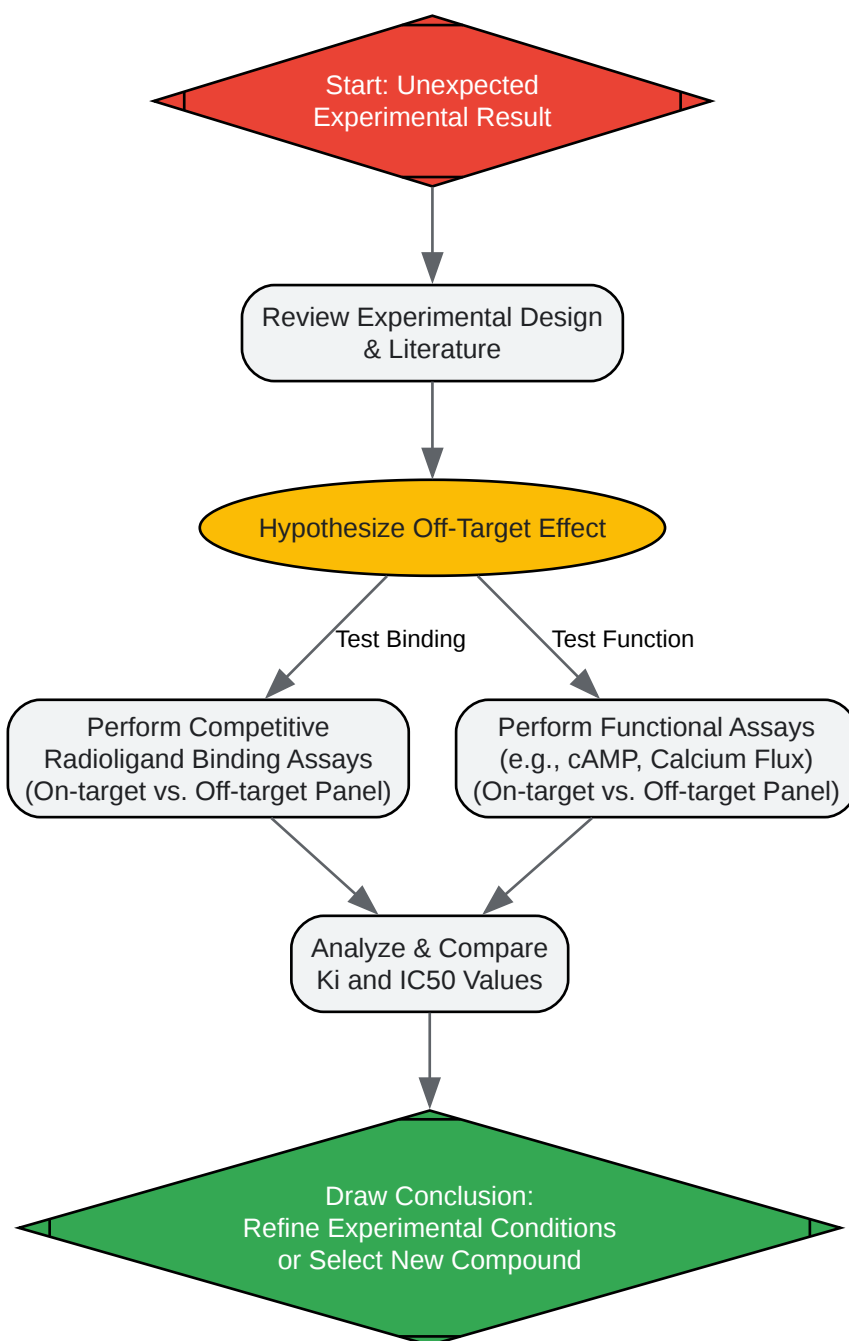 Start: Unexpected
Experimental Result
Review Experimental Design
& Literature
Hypothesize Off-Target Effect
Test Binding
Test Function
Perform Competitive
Radioligand Binding Assays
(On-target vs. Off-target Panel)
Perform Functional Assays
(e.g., cAMP, Calcium Flux)
(On-target vs. Off-target Panel)
Analyze & Compare
Ki and IC50 Values
Draw Conclusion:
Refine Experimental Conditions
or Select New Compound